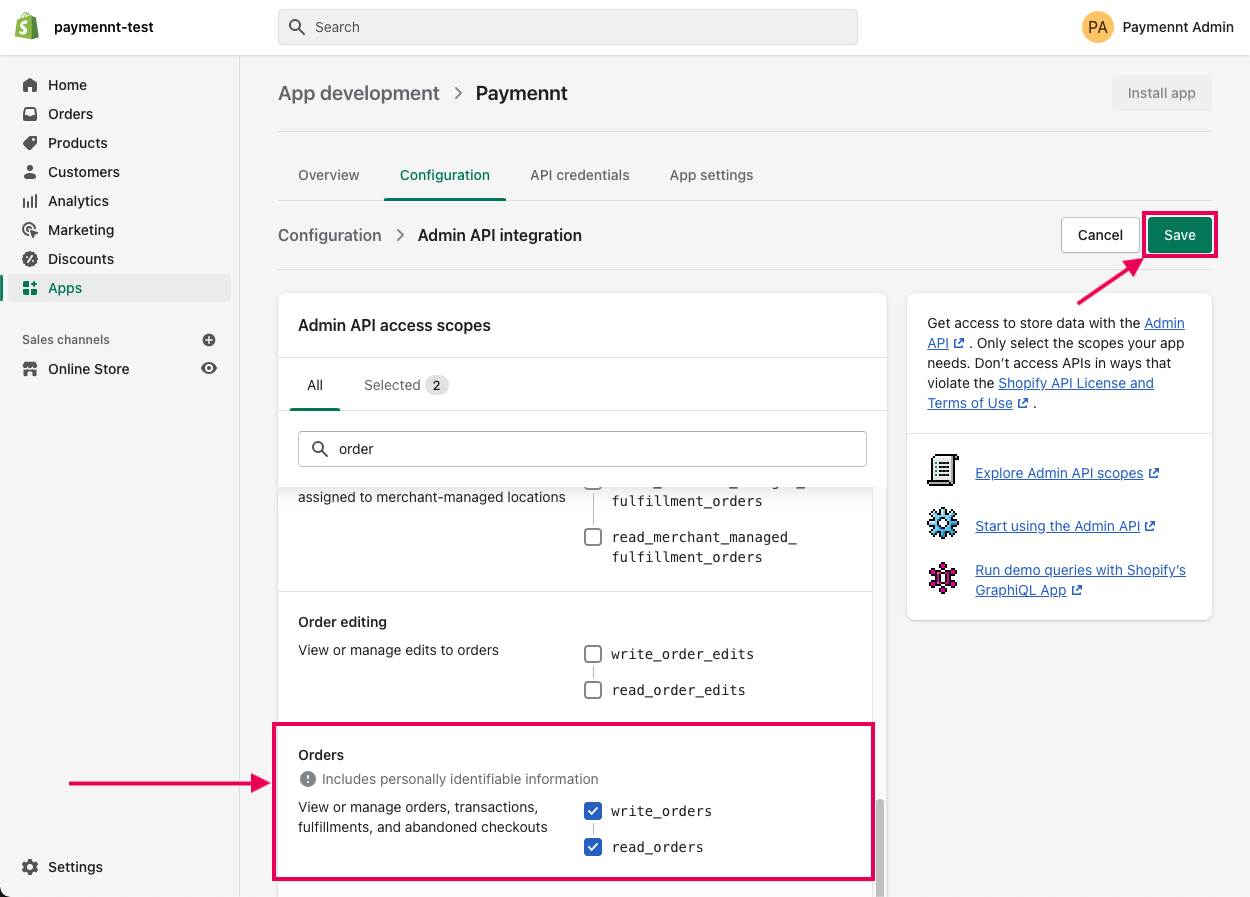 paymennt-test
Search
PA
Paymennt Admin
Home
Orders
Products
Customers
Analytics
Marketing
Discounts
Apps
Sales channels
Online Store
Settings
App development
Paymennt
Install app
Overview
Configuration
API credentials
App settings
Configuration
Admin API integration
Cancel
Save
Admin API access scopes
All
Selected 2
order
assigned to merchant-managed locations
fulfillment_orders
read_merchant_managed_
fulfillment_orders
Order editing
View or manage edits to orders
write_order_edits
read_order_edits
Orders
Includes personally identifiable information
View or manage orders, transactions,
fulfillments, and abandoned checkouts
write_orders
read_orders
Get access to store data with the Admin
API . Only select the scopes your app
needs. Don’t access APIs in ways that
violate the Shopify API License and
Terms of Use .
Explore Admin API scopes
Start using the Admin API
Run demo queries with Shopify’s
GraphiQL App